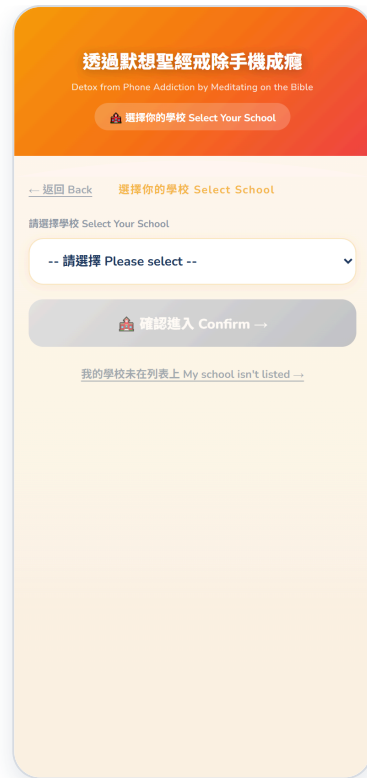 透過默想聖經戒除手機成癮
Detox from Phone Addiction by Meditating on the Bible
選擇你的學校 Select Your School
← 返回 Back
選擇你的學校 Select School
請選擇學校 Select Your School
-- 請選擇 Please select --
確認進入 Confirm →
我的學校未在列表上 My school isn't listed →